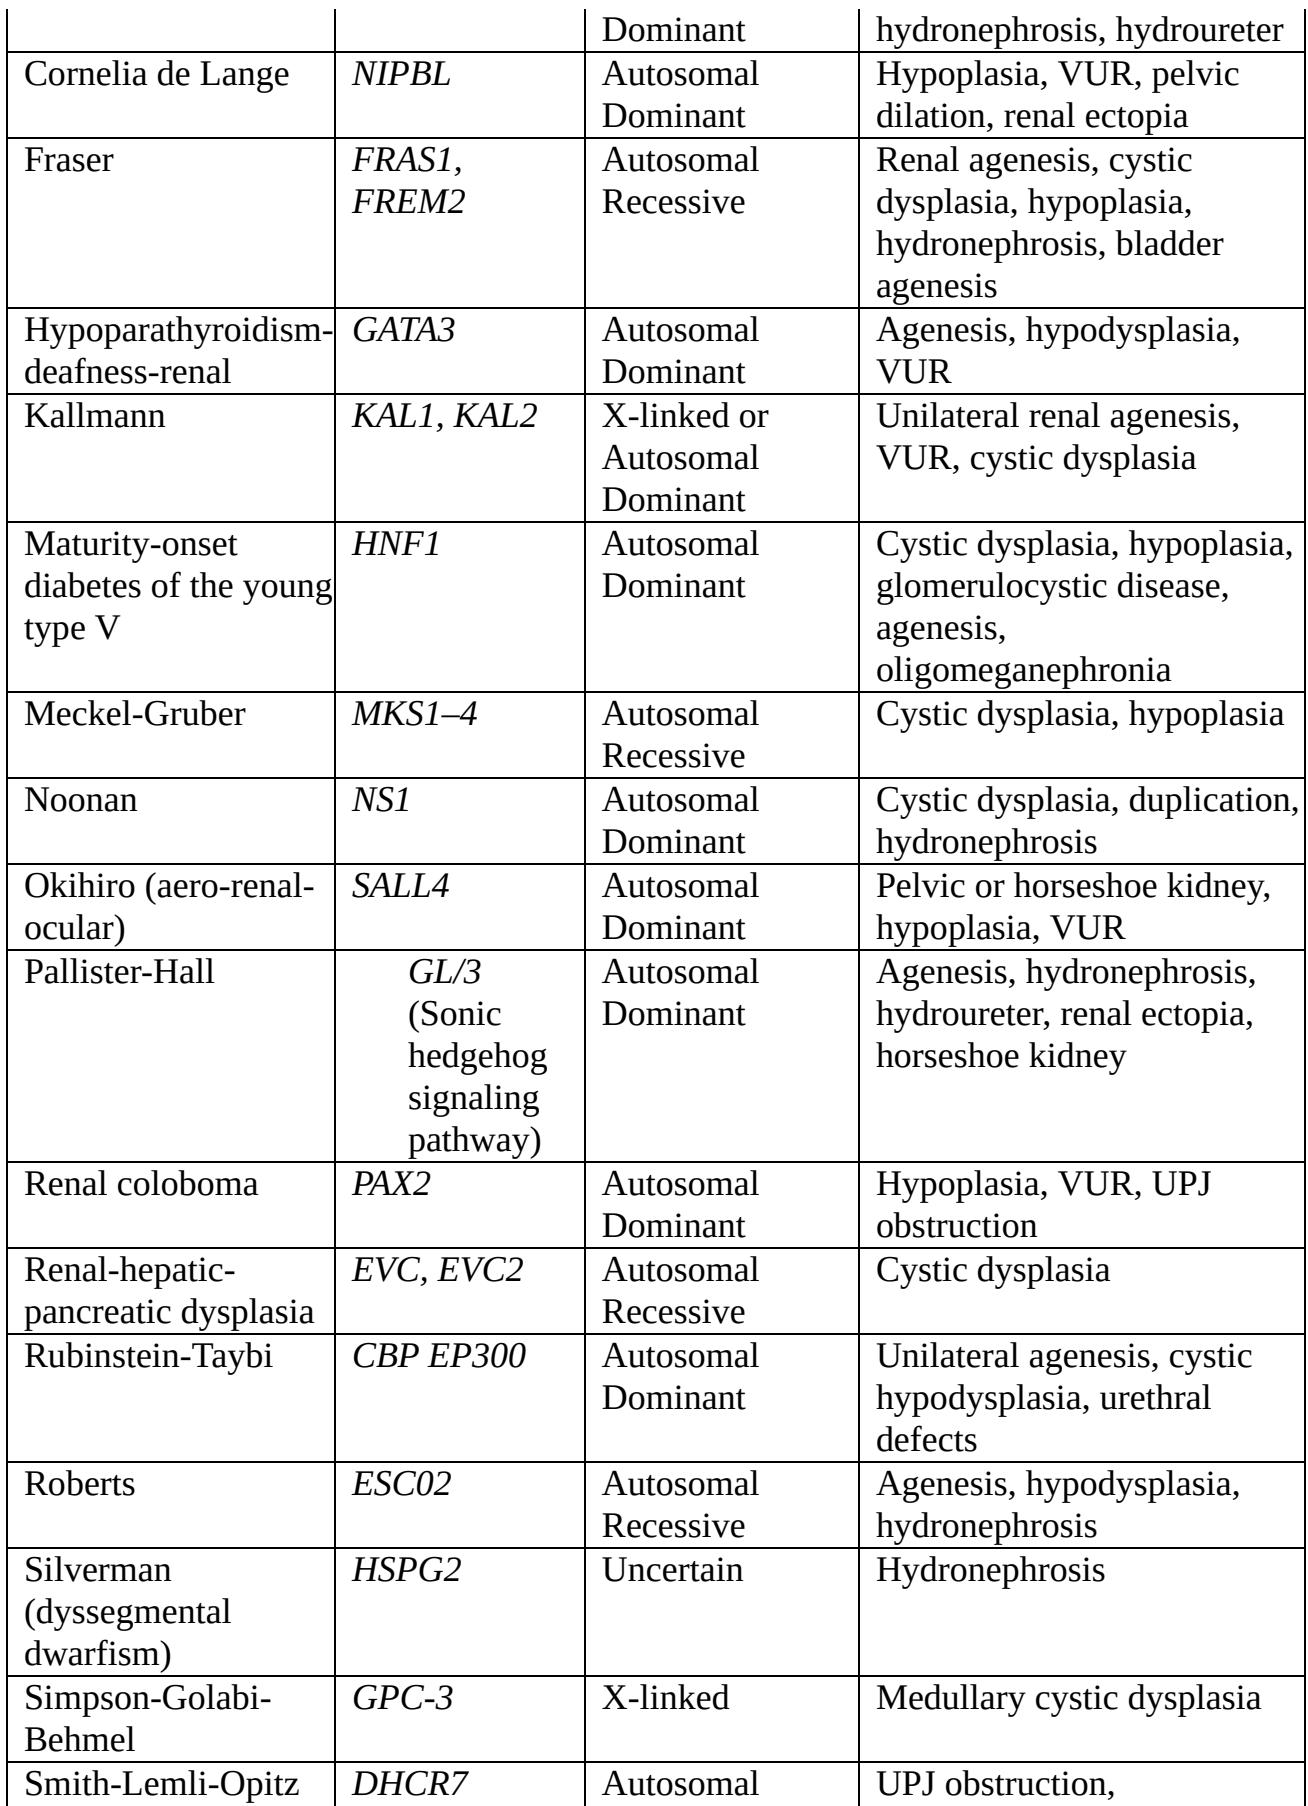 Dominant hydronephrosis, hydroureter
Cornelia de Lange NIPBL Autosomal Hypoplasia, VUR, pelvic
Dominant dilation, renal ectopia
Fraser FRAS1, Autosomal Renal agenesis, cystic
FREM2 Recessive dysplasia, hypoplasia,
hydronephrosis, bladder
agenesis
Hypoparathyroidism- GATA3 Autosomal Agenesis, hypodysplasia,
deafness-renal Dominant VUR
Kallmann KAL1, KAL2 X-linked or Unilateral renal agenesis,
Autosomal VUR, cystic dysplasia
Dominant
Maturity-onset HNF1 Autosomal Cystic dysplasia, hypoplasia,
diabetes of the young Dominant glomerulocystic disease,
type V agenesis,
oligomeganephronia
Meckel-Gruber MKS1–4 Autosomal Cystic dysplasia, hypoplasia
Recessive
Noonan NS1 Autosomal Cystic dysplasia, duplication,
Dominant hydronephrosis
Okihiro (aero-renal- SALL4 Autosomal Pelvic or horseshoe kidney,
ocular) Dominant hypoplasia, VUR
Pallister-Hall GL/3 Autosomal Agenesis, hydronephrosis,
(Sonic Dominant hydroureter, renal ectopia,
hedgehog horseshoe kidney
signaling
pathway)
Renal coloboma PAX2 Autosomal Hypoplasia, VUR, UPJ
Dominant obstruction
Renal-hepatic- EVC, EVC2 Autosomal Cystic dysplasia
pancreatic dysplasia Recessive
Rubinstein-Taybi CBP EP300 Autosomal Unilateral agenesis, cystic
Dominant hypodysplasia, urethral
defects
Roberts ESC02 Autosomal Agenesis, hypodysplasia,
Recessive hydronephrosis
Silverman HSPG2 Uncertain Hydronephrosis
(dyssegmental
dwarfism)
Simpson-Golabi- GPC-3 X-linked Medullary cystic dysplasia
Behmel
Smith-Lemli-Opitz DHCR7 Autosomal UPJ obstruction,